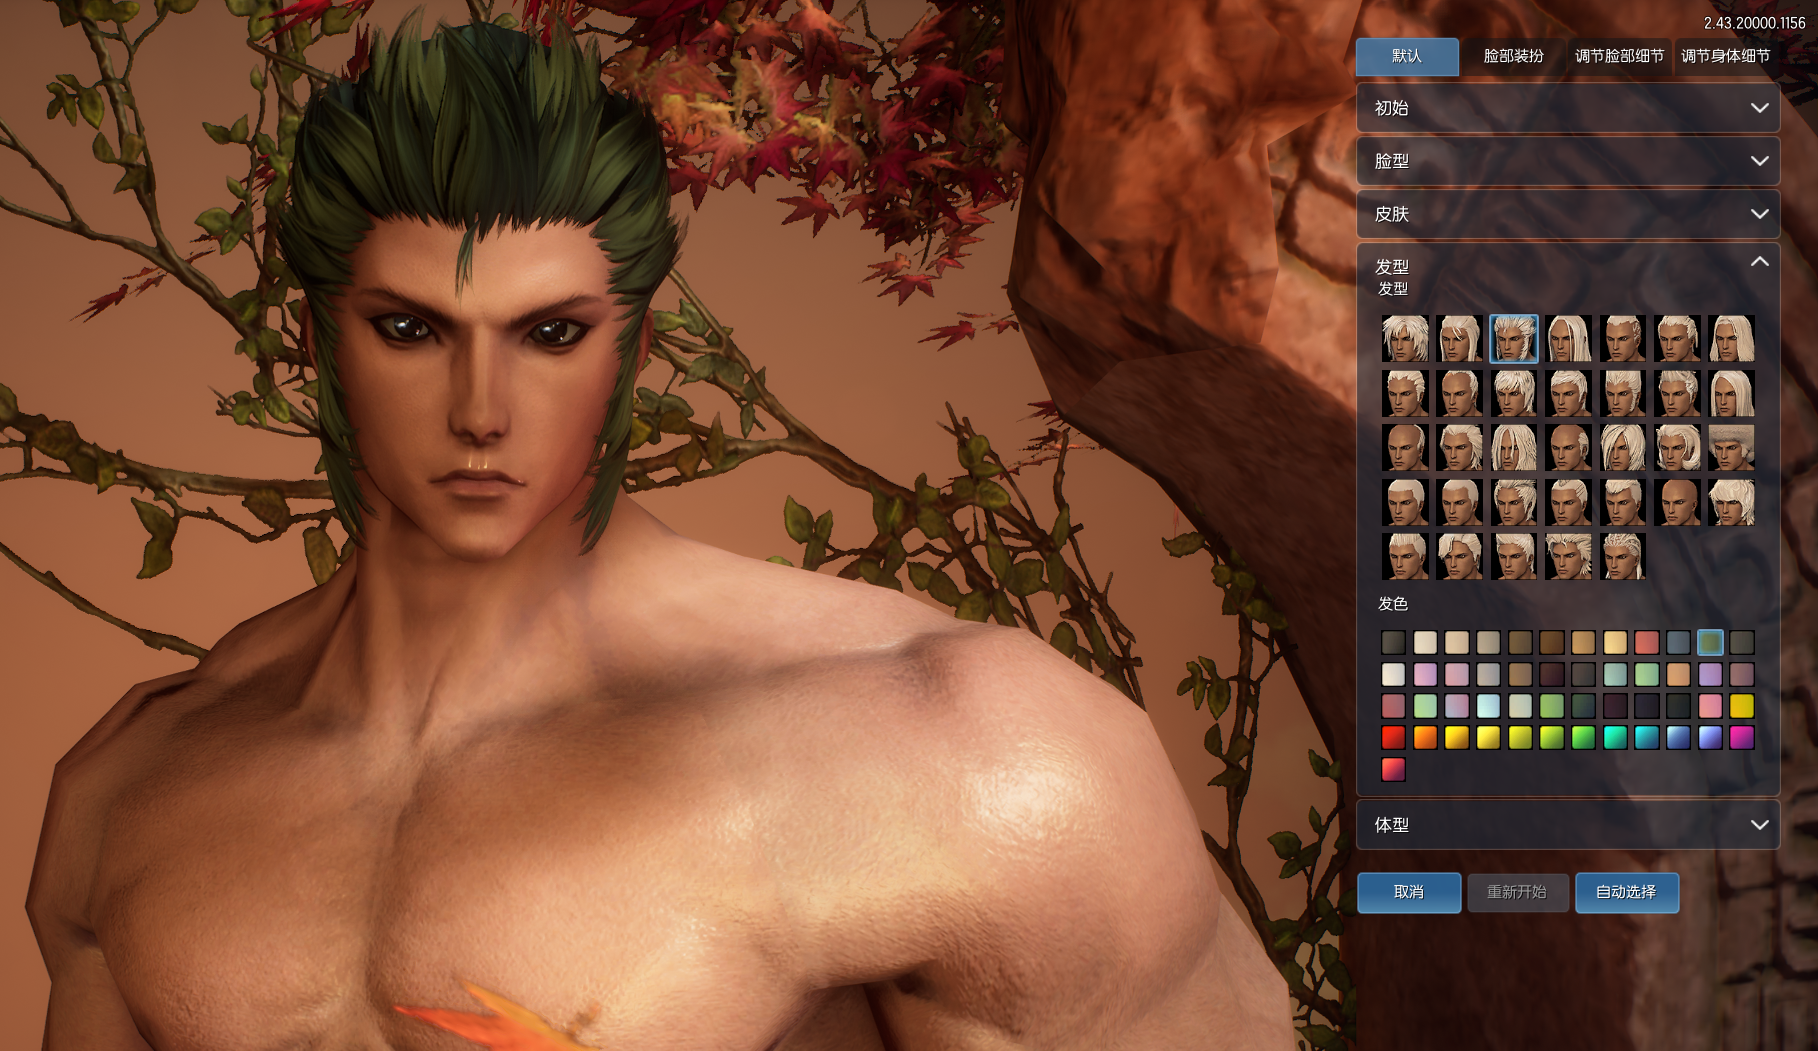 2.43.20000.1156
默认 脸部装扮 调节脸部细节 调节身体细节
初始
脸型
皮肤
发型
发型
发色
体型
取消 重新开始 自动选择